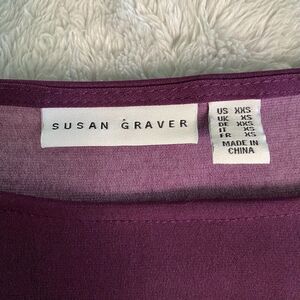 SUSAN GRAVER
US XXS
UK XS
DE XXS
IT XS
FR XS
MADE IN
CHINA